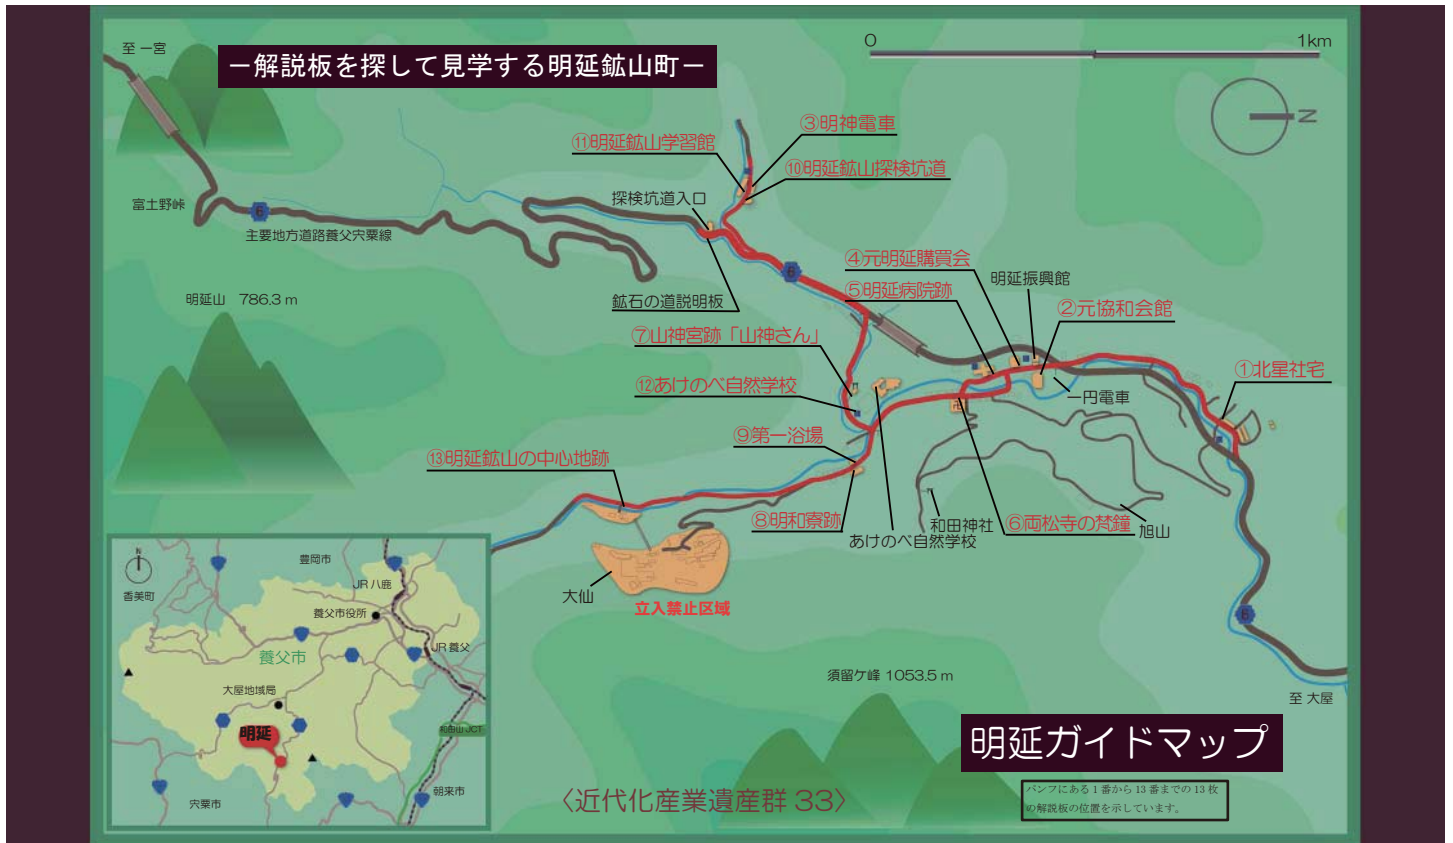 至 一宮
－解説板を探して見学する明延鉱山町－
0
1km
N
③明神電車
⑪明延鉱山学習館
⑩明延鉱山探検坑道
探検坑道入口
富士野峠
6
主要地方道路養父宍粟線
6
④元明延購買会
明延振興館
⑤明延病院跡
②元協和会館
明延山 786.3 m
鉱石の道説明板
⑦山神宮跡「山神さん」
①北星社宅
⑫あけのべ自然学校
一円電車
卍
⑨第一浴場
⑬明延鉱山の中心地跡
⑧明和寮跡
和田神社
⑥両松寺の梵鐘
旭山
あけのべ自然学校
大仙
立入禁止区域
6
N
豊岡市
JR 八鹿
香美町
養父市役所
養父市
JR 養父
大屋地域局
明延
和田山 JCT
宍粟市
朝来市
須留ケ峰 1053.5 m
至 大屋
明延ガイドマップ
〈近代化産業遺産群 33〉
パンフにある 1 番から 13 番までの 13 枚
の解説板の位置を示しています。